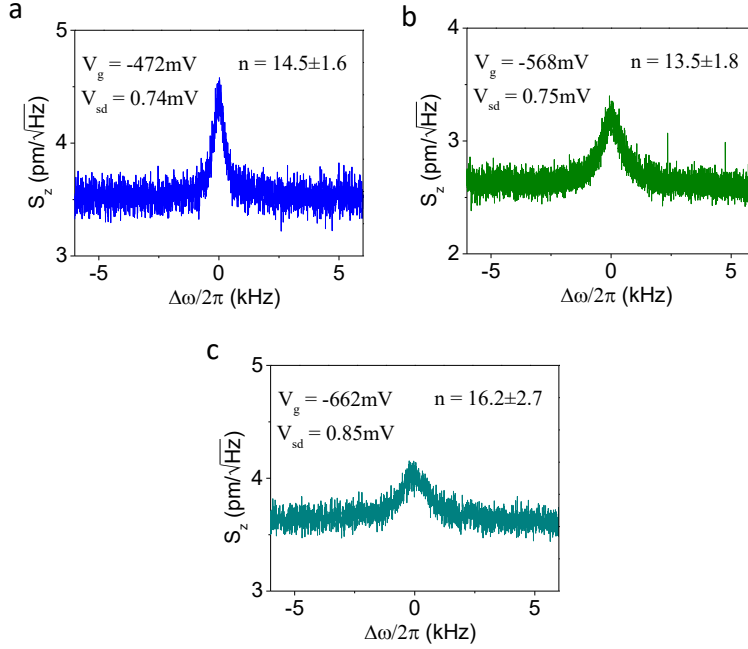 a
5
V_g = -472mV n = 14.5±1.6
V_sd = 0.74mV
4
S_z (pm/√Hz)
3
-5 0 5
Δω/2π (kHz)
b
4
V_g = -568mV n = 13.5±1.8
V_sd = 0.75mV
3
S_z (pm/√Hz)
2
-5 0 5
Δω/2π (kHz)
c
5
V_g = -662mV n = 16.2±2.7
V_sd = 0.85mV
4
S_z (pm/√Hz)
3
-5 0 5
Δω/2π (kHz)